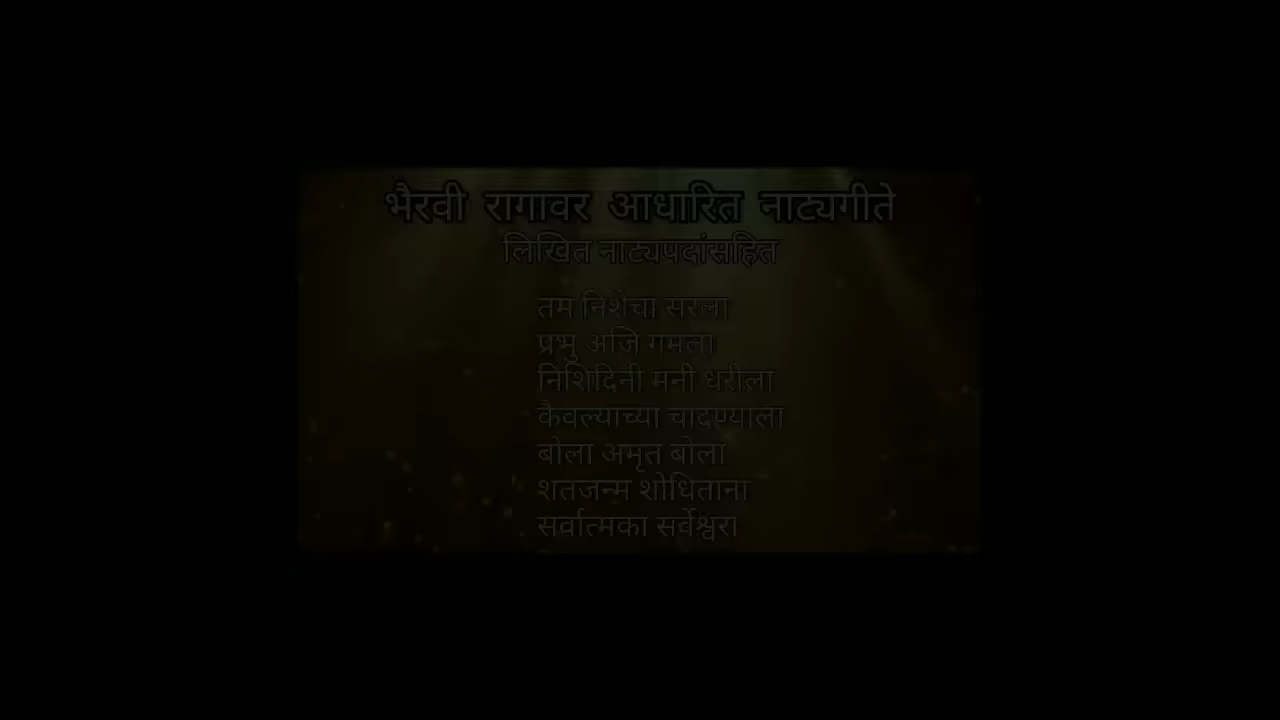 भैरवी रागावर आधारित नाट्यगीते
लिखित नाट्यपदांसहित
तम निशेचा सरला
प्रभु अजि गमला
निशिदिनी मनी धरीला
कैवल्याच्या चादण्याला
बोला अमृत बोला
शतजन्म शोधिताना
सर्वात्मका सर्वेश्वरा